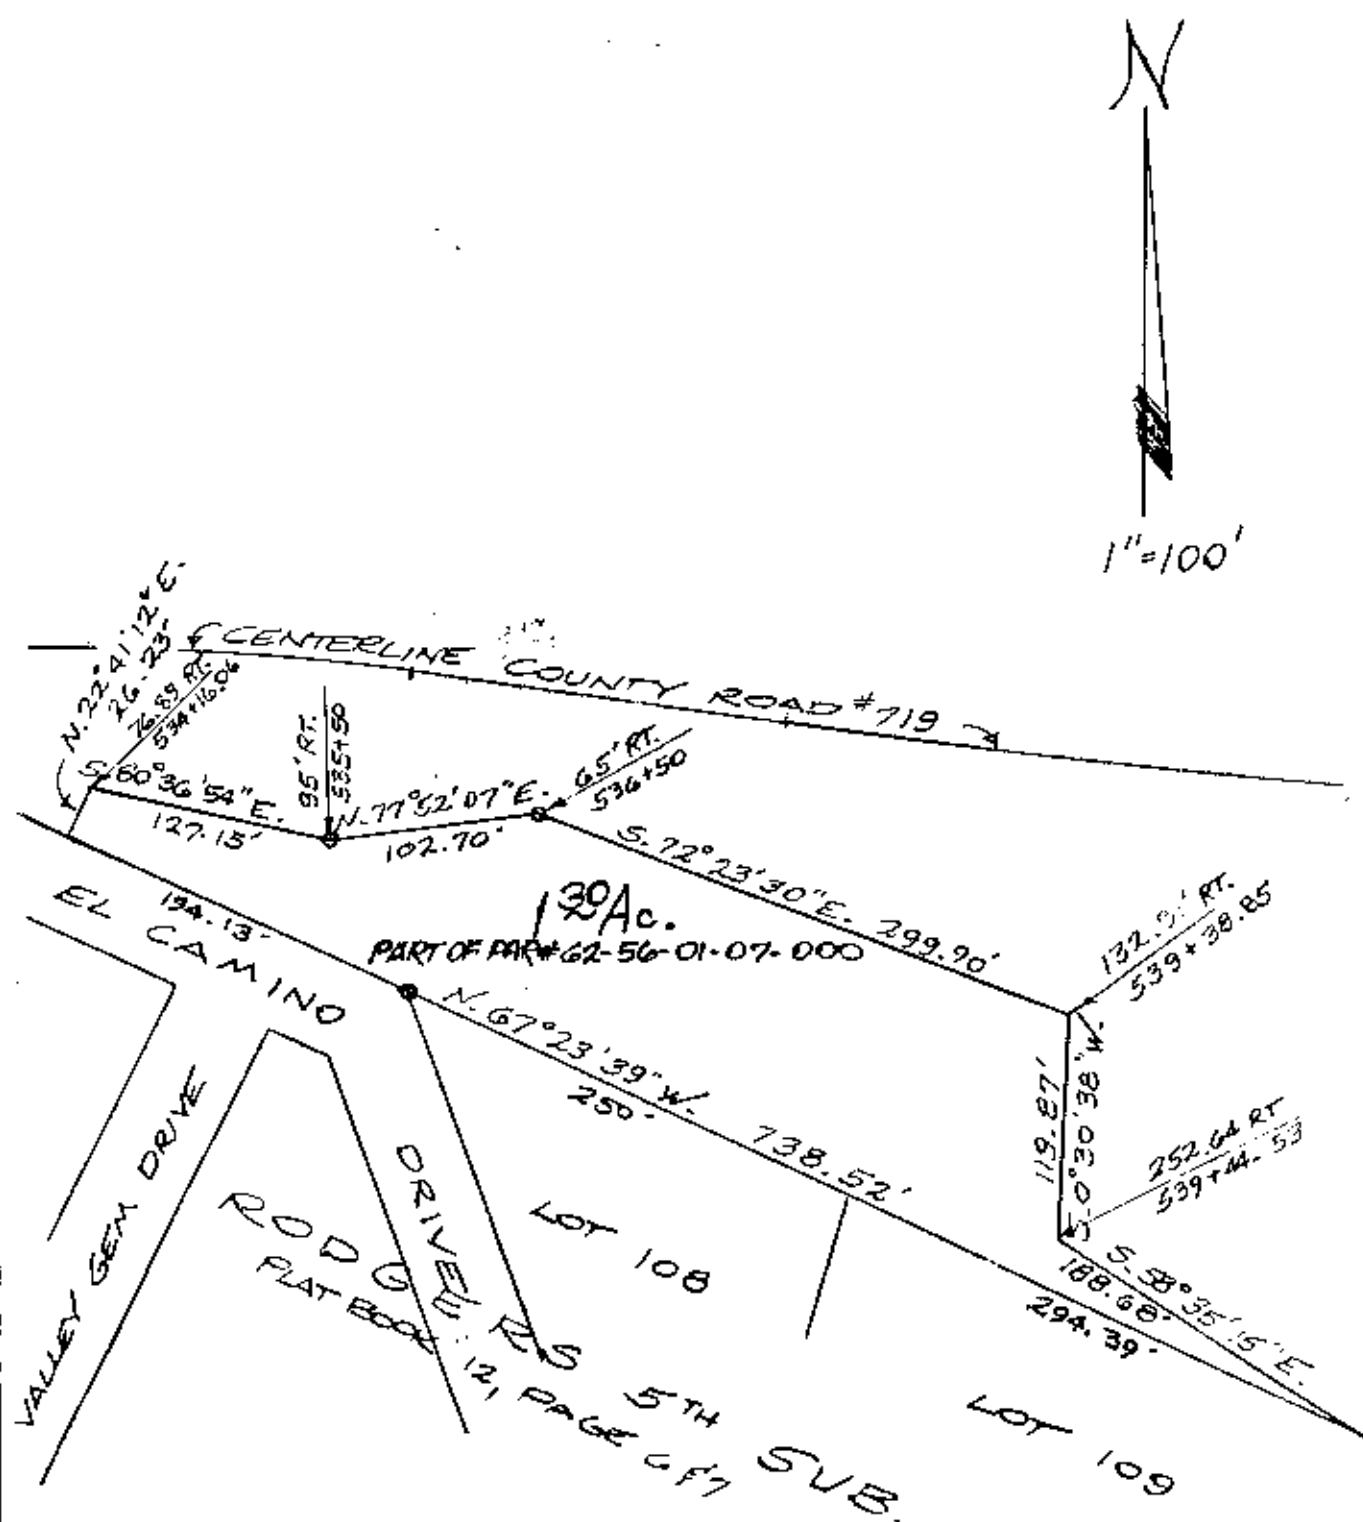 N
1"=100'
N. 22° 41' 12" E.
26.23'
76.89 RT.
534+16.06
CENTERLINE COUNTY ROAD #719
95' RT.
535+50
65' RT.
536+50
S. 80° 36' 54" E.
127.15'
N. 77° 52' 07" E.
102.70'
S. 72° 23' 30" E. 299.90'
RT.
539+38.85
1.30 Ac.
PART OF PAR# 62-56-01-07-000
194.13'
EL CAMINO
DRIVE
N. 67° 23' 39" W. 738.52'
250'
119.87'
S. 0° 30' 38" W.
252.64 RT
539+44.53
S. 58° 35' 15" E.
188.68'
294.39'
VALLEY GEM DRIVE
LOT 108
LOT 109
RODGERS 5TH SUB.
PLAT BOOK 12, PAGE 6 & 7